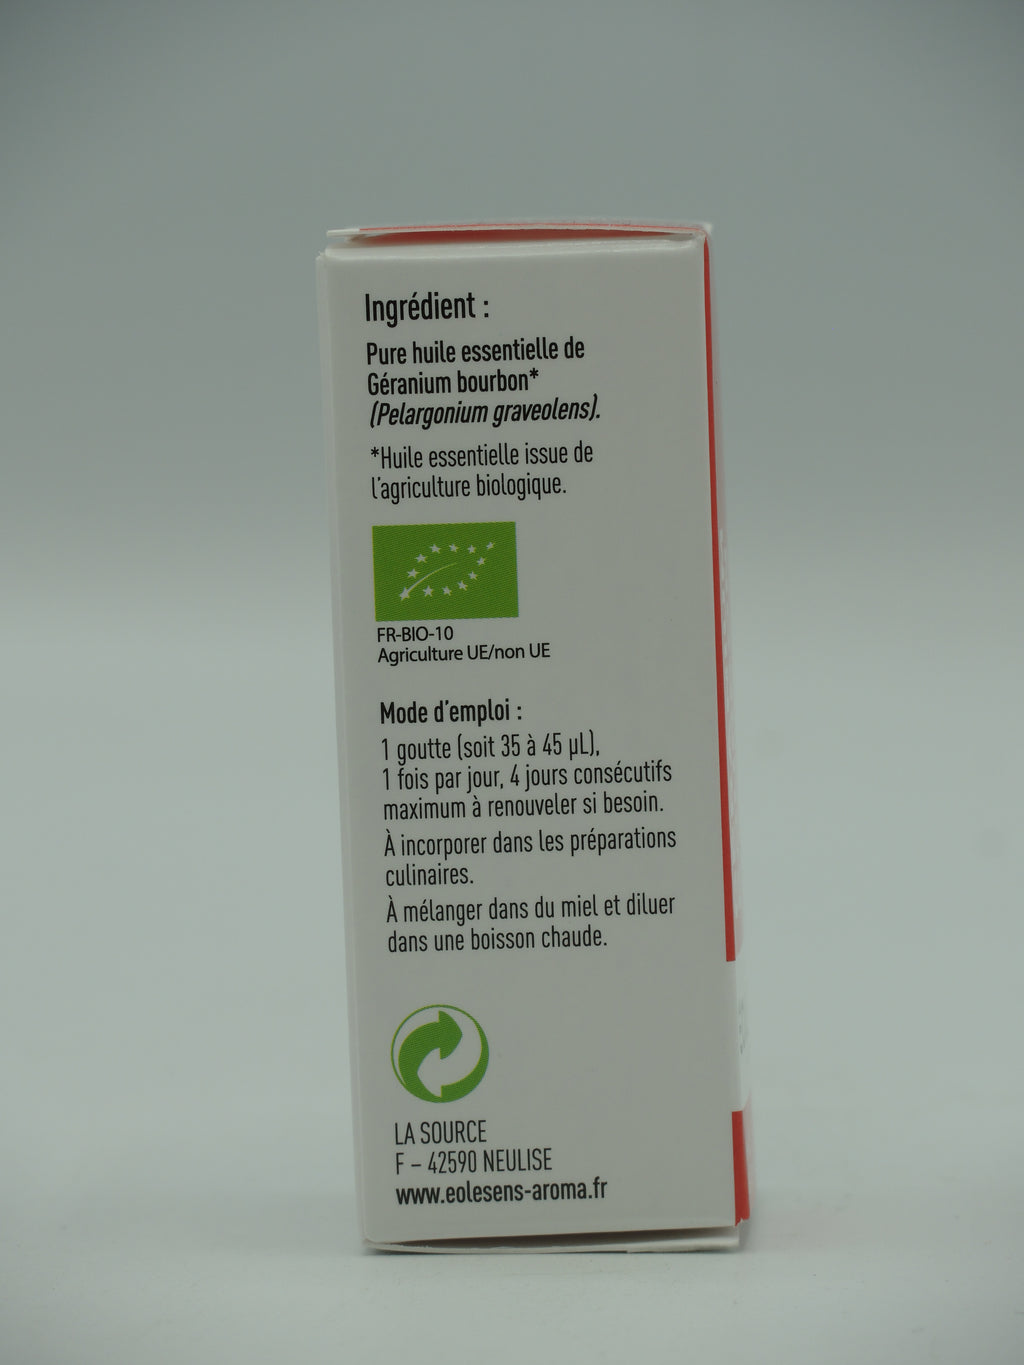 Ingrédient :
Pure huile essentielle de
Géranium bourbon*
(Pelargonium graveolens).
*Huile essentielle issue de
l'agriculture biologique.
FR-BIO-10
Agriculture UE/non UE
Mode d'emploi :
1 goutte (soit 35 à 45 µL),
1 fois par jour, 4 jours consécutifs
maximum à renouveler si besoin.
À incorporer dans les préparations
culinaires.
À mélanger dans du miel et diluer
dans une boisson chaude.
LA SOURCE
F – 42590 NEULISE
www.eolesens-aroma.fr